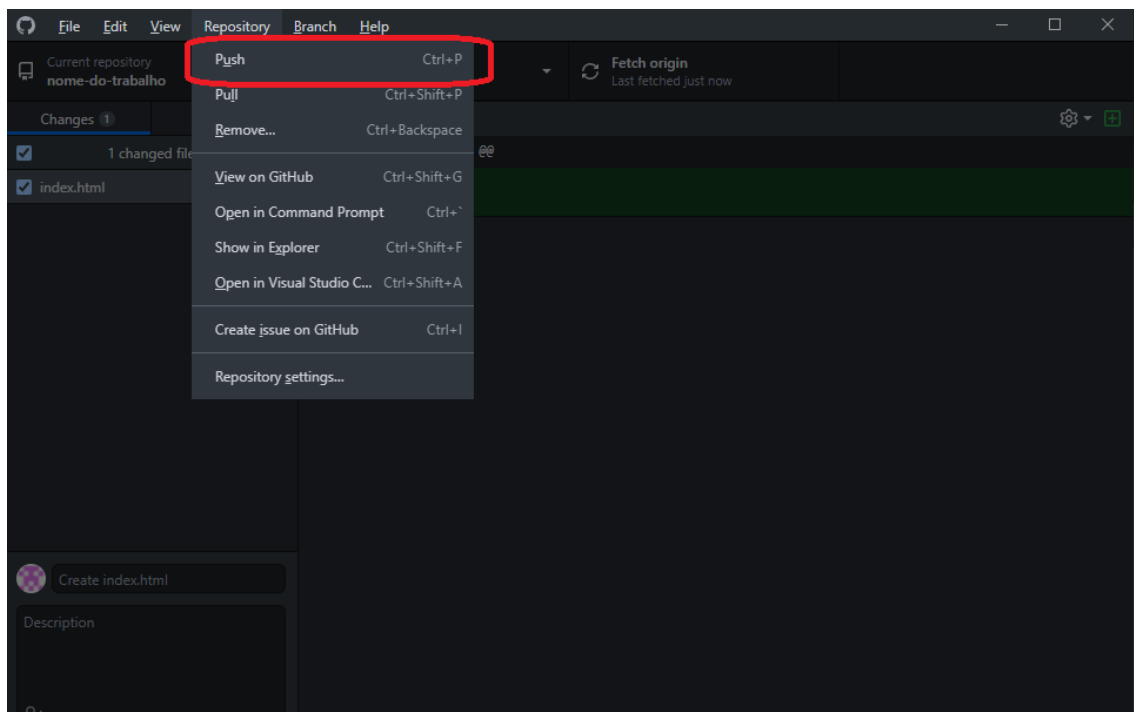 File Edit View Repository Branch Help
Current repository
nome-do-trabalho
Fetch origin
Last fetched just now
Push Ctrl+P
Pull Ctrl+Shift+P
Remove... Ctrl+Backspace
View on GitHub Ctrl+Shift+G
Open in Command Prompt Ctrl+`
Show in Explorer Ctrl+Shift+F
Open in Visual Studio C... Ctrl+Shift+A
Create issue on GitHub Ctrl+I
Repository settings...
Changes 1
1 changed file
index.html
@@
Create index.html
Description